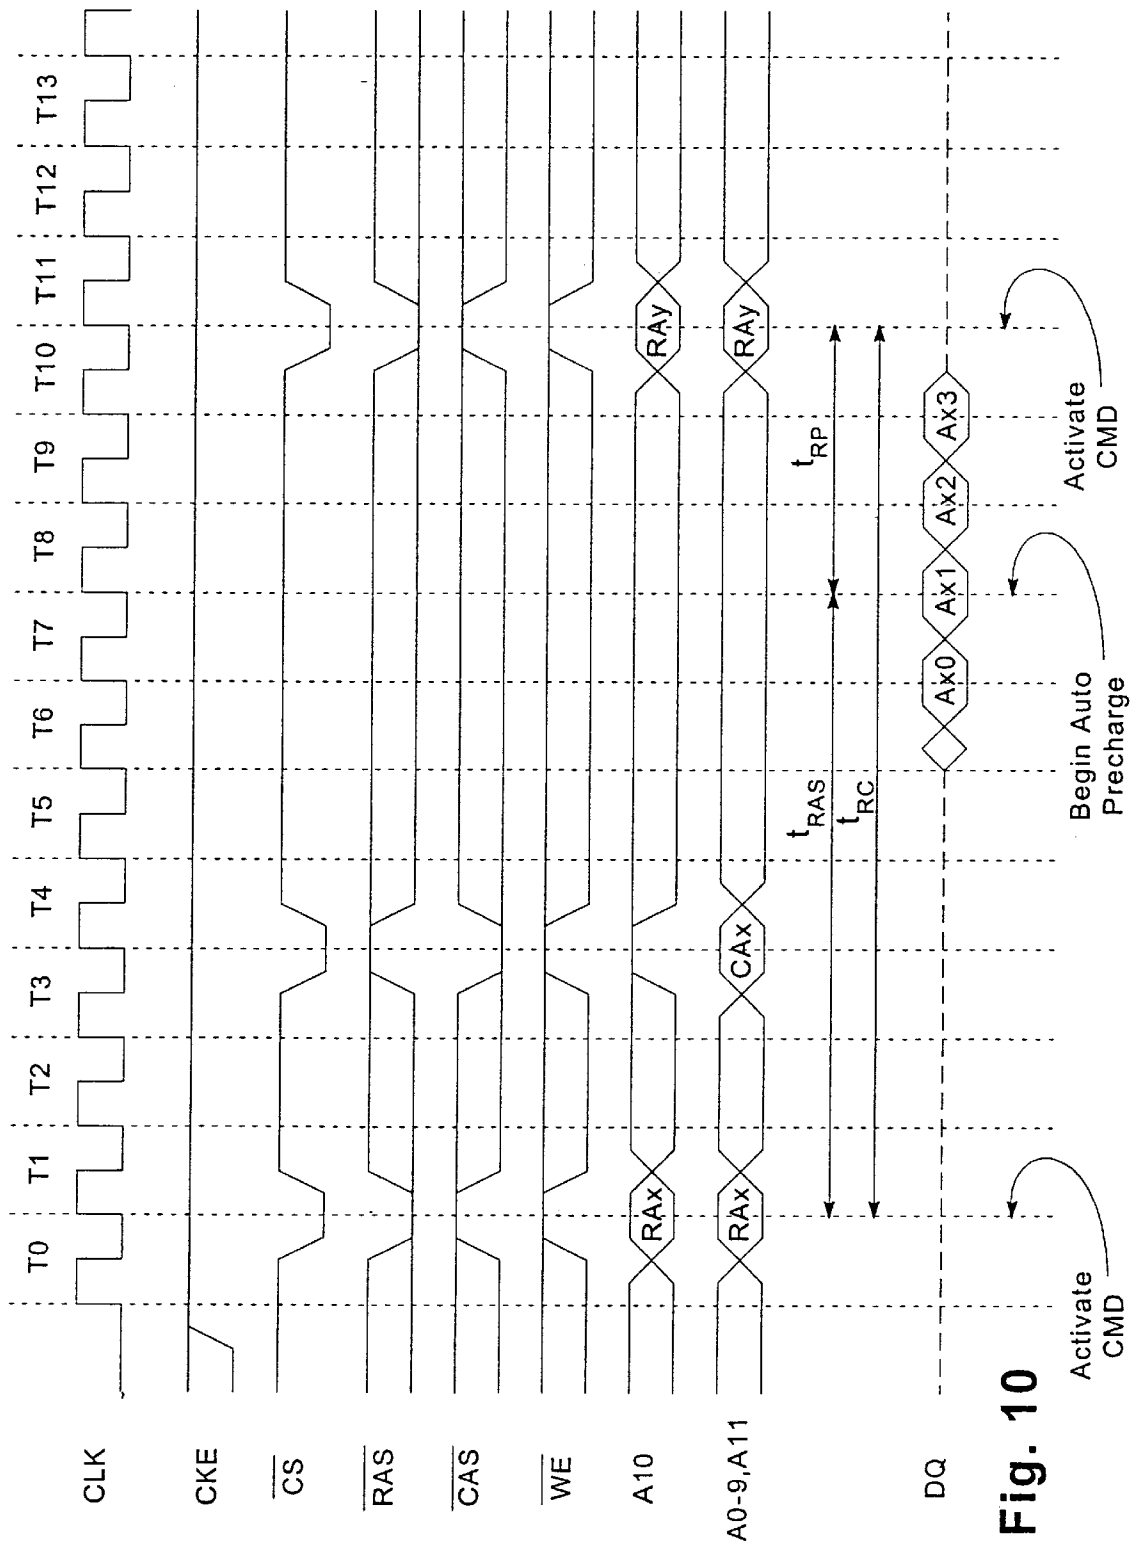 T0 T1 T2 T3 T4 T5 T6 T7 T8 T9 T10 T11 T12 T13
CLK
CKE
CS
RAS
CAS
WE
A10 RAx RAy
A0-9,A11 RAx CAx RAy
tRAS tRP
tRC
DQ Ax0 Ax1 Ax2 Ax3
Activate
CMD
Begin Auto
Precharge
Activate
CMD
Fig. 10